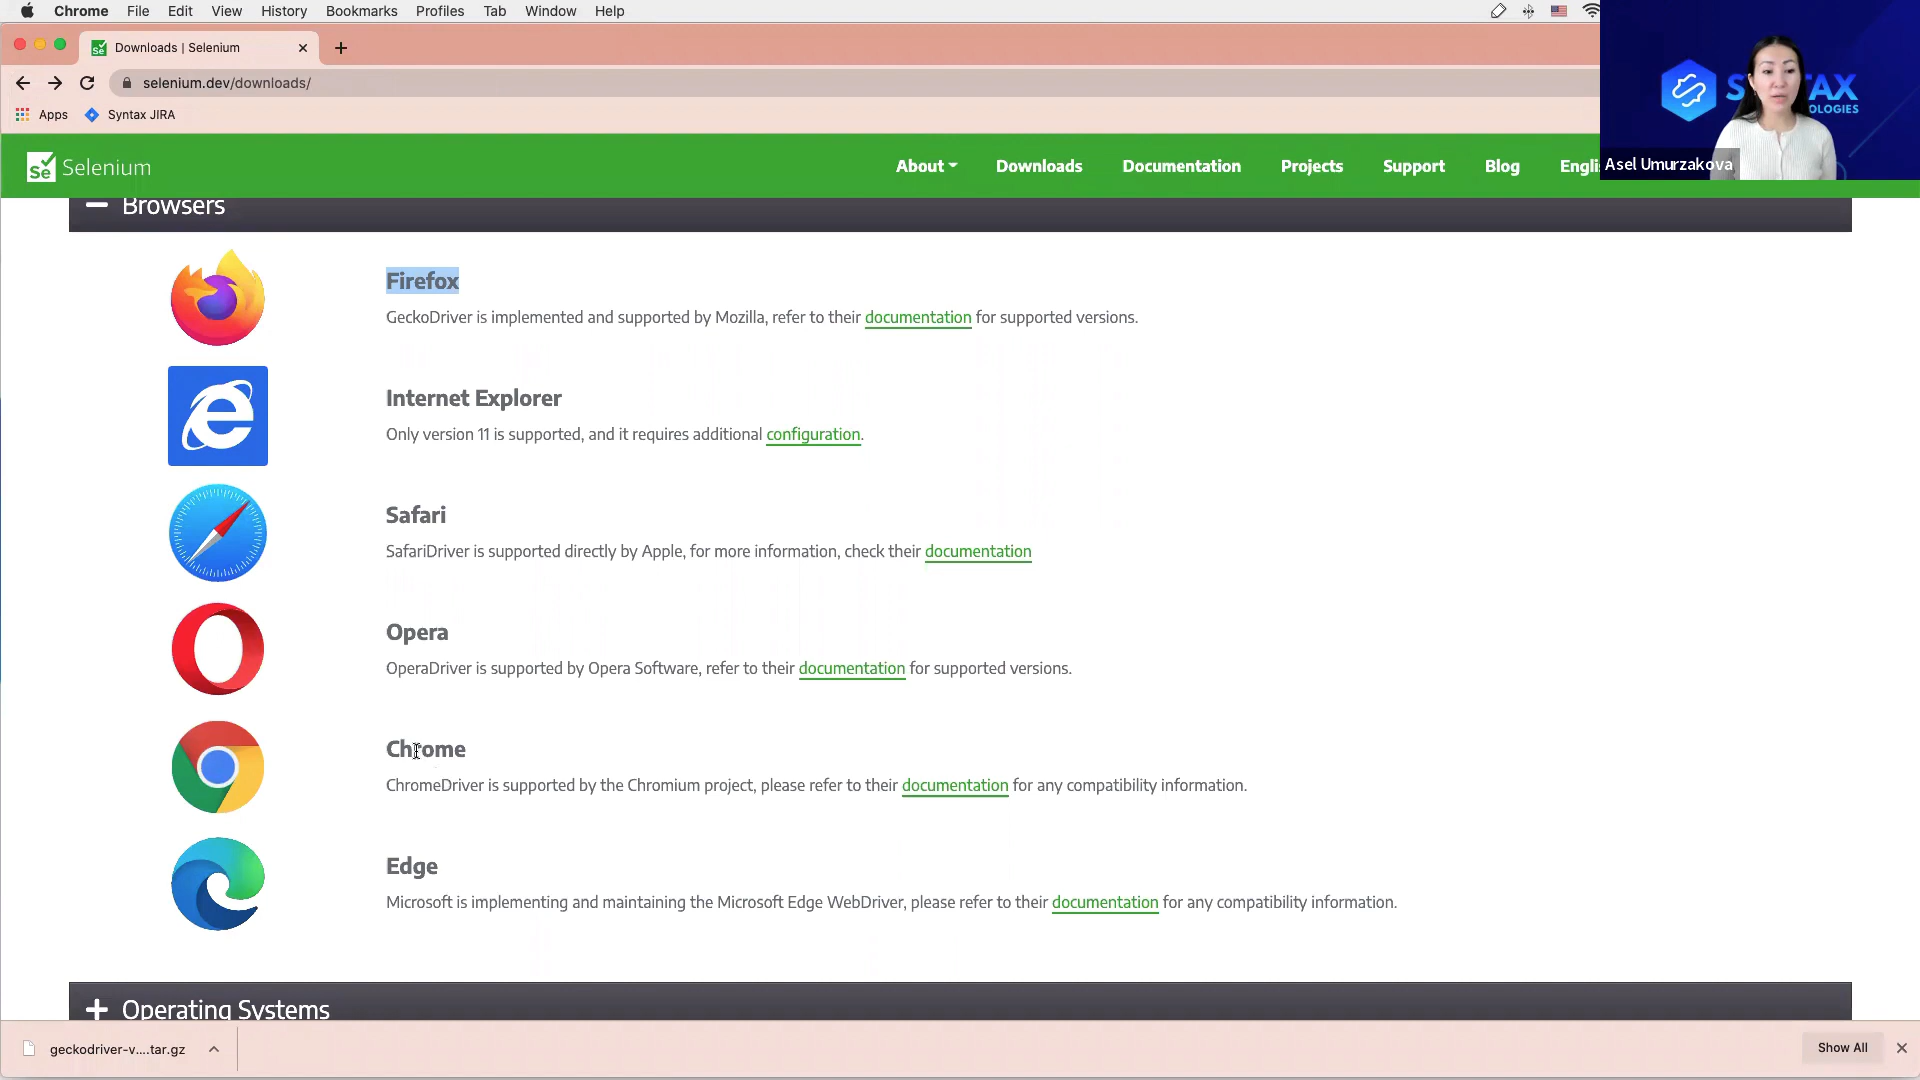 Chrome File Edit View History Bookmarks Profiles Tab Window Help
Downloads | Selenium
selenium.dev/downloads/
Apps Syntax JIRA
Se Selenium
About Downloads Documentation Projects Support Blog Engli
Asel Umurzakova
Browsers
Firefox
GeckoDriver is implemented and supported by Mozilla, refer to their documentation for supported versions.
Internet Explorer
Only version 11 is supported, and it requires additional configuration.
Safari
SafariDriver is supported directly by Apple, for more information, check their documentation
Opera
OperaDriver is supported by Opera Software, refer to their documentation for supported versions.
Chrome
ChromeDriver is supported by the Chromium project, please refer to their documentation for any compatibility information.
Edge
Microsoft is implementing and maintaining the Microsoft Edge WebDriver, please refer to their documentation for any compatibility information.
Operating Systems
geckodriver-v....tar.gz
Show All